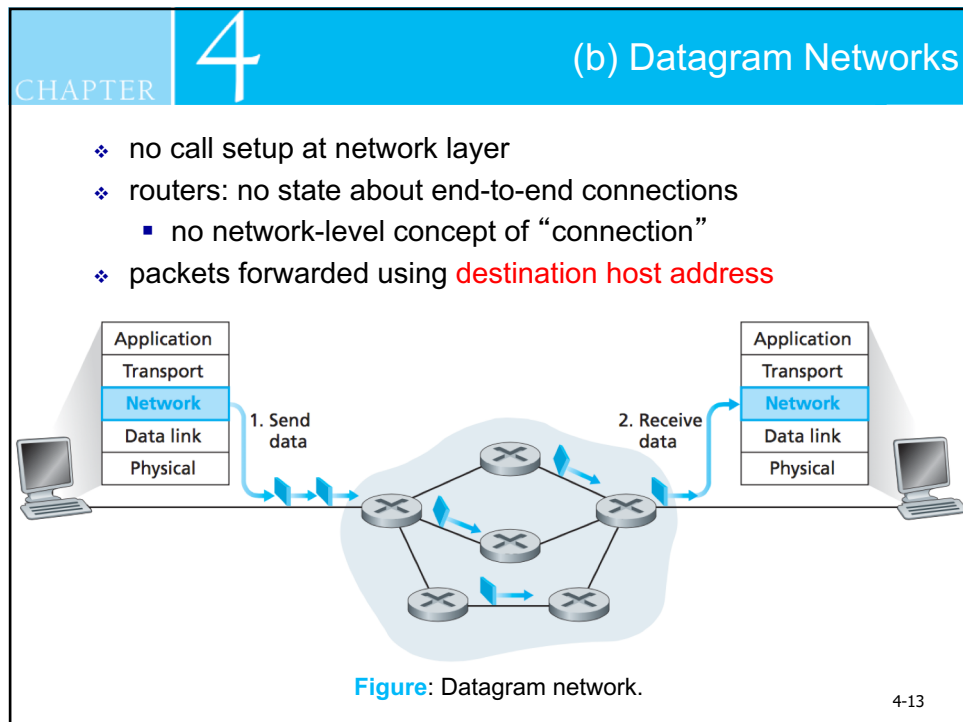 CHAPTER 4
(b) Datagram Networks
❖ no call setup at network layer
❖ routers: no state about end-to-end connections
▪ no network-level concept of “connection”
❖ packets forwarded using destination host address
Application
Transport
Network
Data link
Physical
1. Send
data
2. Receive
data
Application
Transport
Network
Data link
Physical
Figure: Datagram network.
4-13